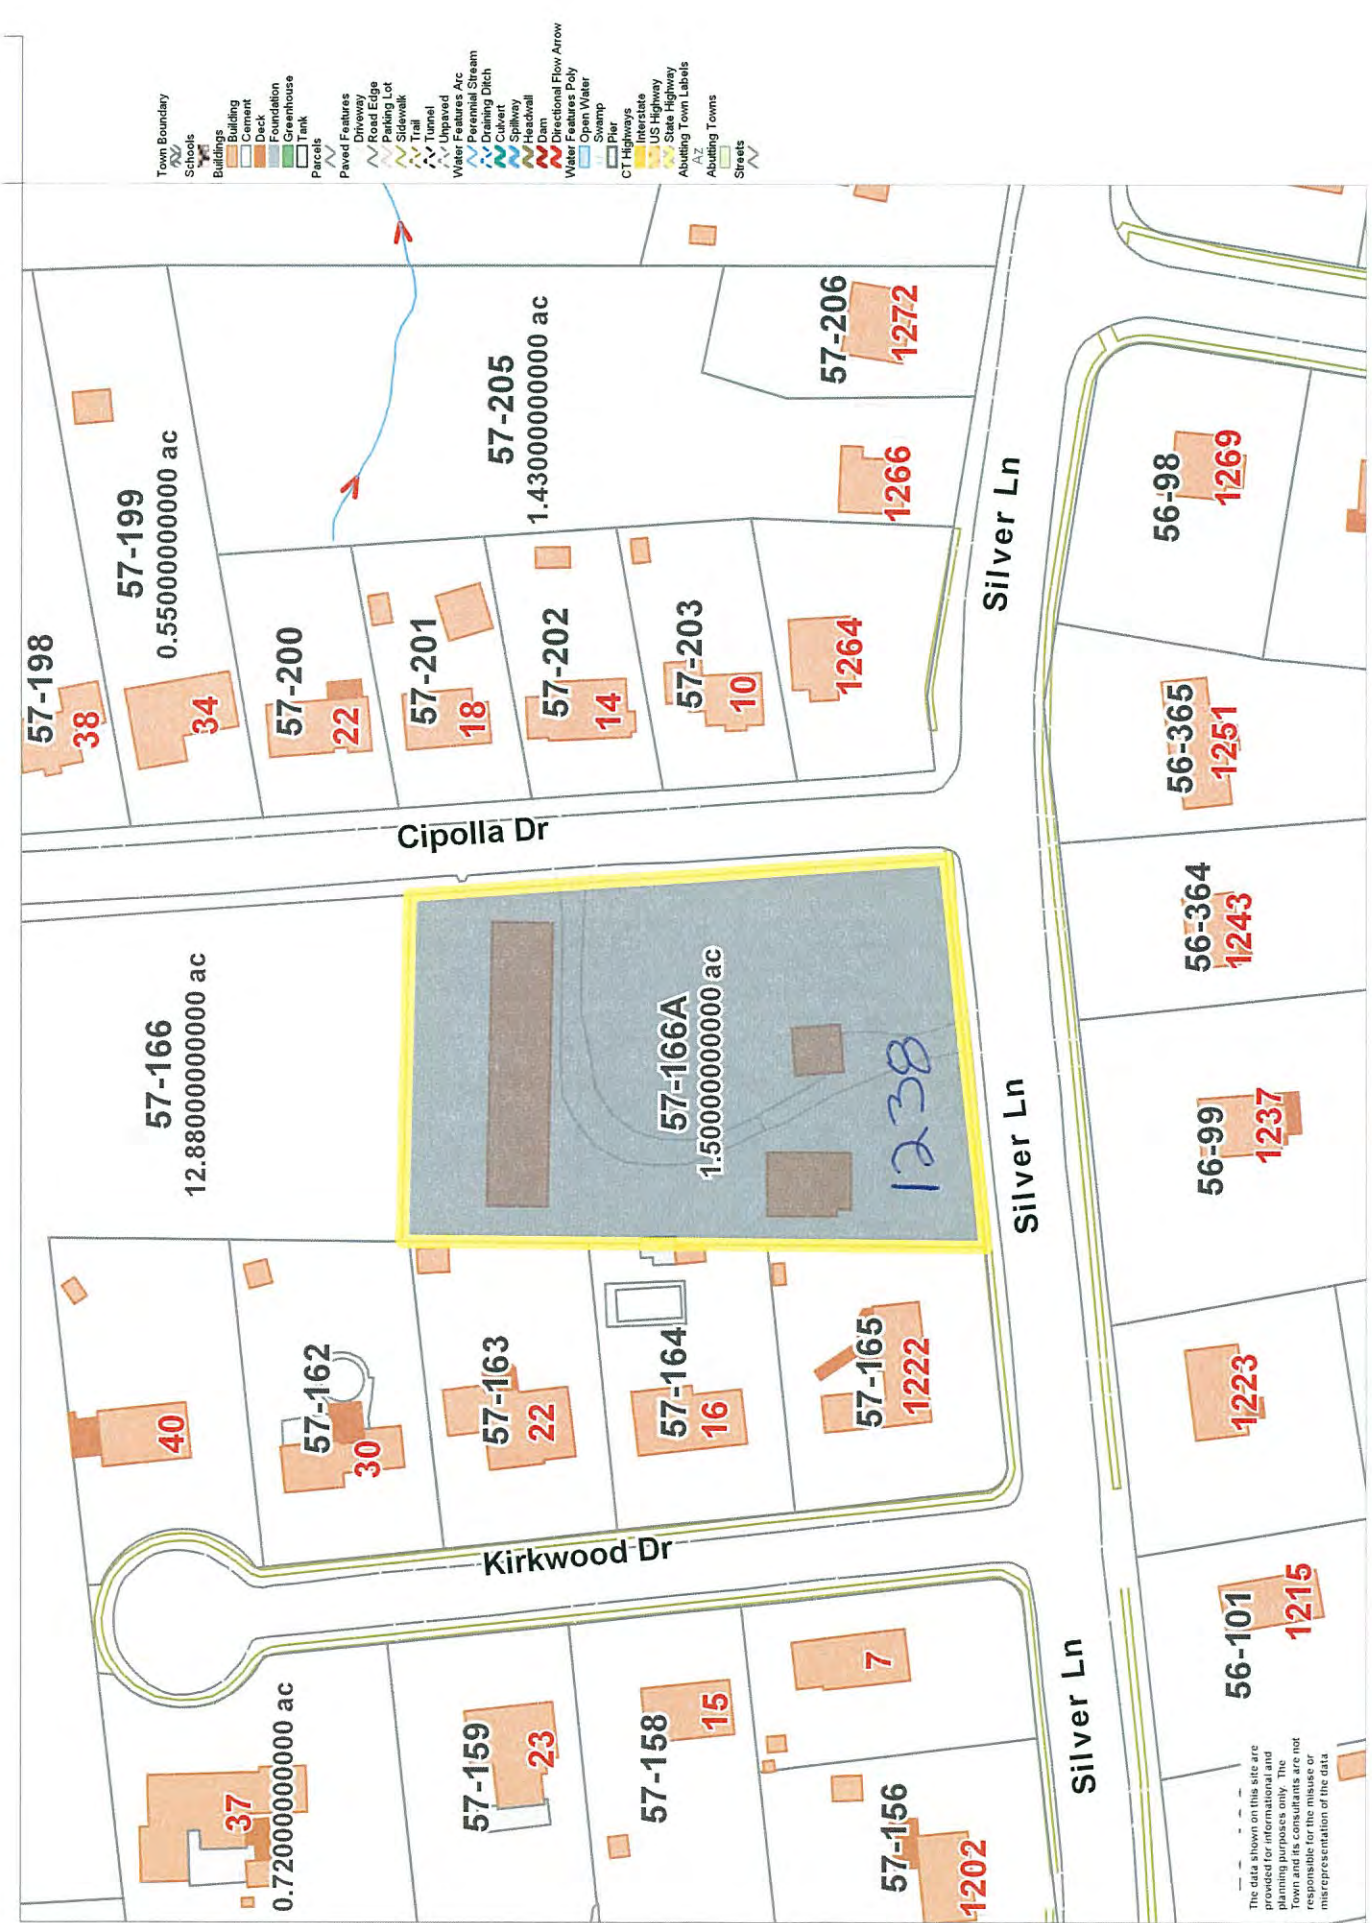 57-198
38
57-199
0.55000000000 ac
34
57-200
22
57-201
18
57-202
14
57-203
10
1264
57-205
1.43000000000 ac
1266
57-206
1272
Cipolla Dr
57-166
12.88000000000 ac
57-166A
1.50000000000 ac
1238
40
57-162
30
57-163
22
57-164
16
57-165
1222
Kirkwood Dr
37
0.72000000000 ac
57-159
23
57-158
15
7
57-156
1202
Silver Ln
Silver Ln
Silver Ln
56-101
1215
1223
56-99
1237
56-364
1243
56-365
1251
56-98
1269
Town Boundary
Schools
Buildings
Building
Cement
Deck
Foundation
Greenhouse
Tank
Parcels
Paved Features
Driveway
Road Edge
Parking Lot
Sidewalk
Trail
Tunnel
Unpaved
Water Features Arc
Perennial Stream
Draining Ditch
Culvert
Spillway
Headwall
Dam
Directional Flow Arrow
Water Features Poly
Open Water
Swamp
Pier
CT Highways
Interstate
US Highway
State Highway
Abutting Town Labels
AZ
Abutting Towns
Streets
The data shown on this site are
provided for informational and
planning purposes only. The
Town and its consultants are not
responsible for the misuse or
misrepresentation of the data.